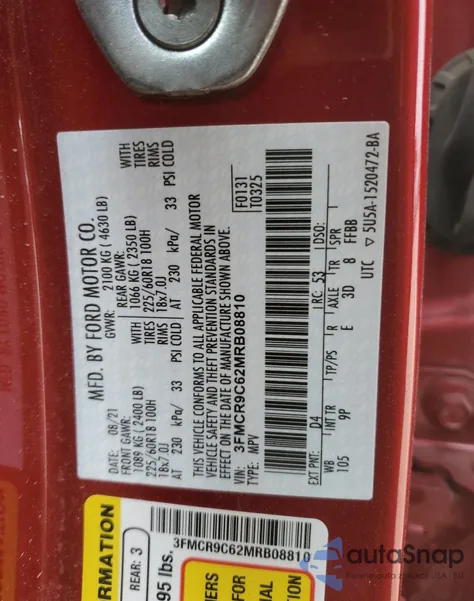 MFD. BY FORD MOTOR CO.
DATE: 08/21
GVWR:
2100 KG ( 4630 LB)
FRONT GAWR:
1089 KG ( 2400 LB)
225/60R18 100H
18x7.0J
AT 230 kPa/ 33 PSI COLD
WITH
TIRES
RIMS
REAR GAWR:
1066 KG ( 2350 LB)
225/60R18 100H
18x7.0J
AT 230 kPa/ 33 PSI COLD
WITH
TIRES
RIMS
THIS VEHICLE CONFORMS TO ALL APPLICABLE FEDERAL MOTOR
VEHICLE SAFETY AND THEFT PREVENTION STANDARDS IN
EFFECT ON THE DATE OF MANUFACTURE SHOWN ABOVE.
VIN: 3FMCR9C62MRB08810
TYPE: MPV
F0131
T0325
EXT PNT: D4 RC: 53 DSO:
WB INT TR TP/PS R AXLE TR SPR
105 9P E 3D 8 FFBB
UTC ▽ 5U5A-1520472-BA
3FMCR9C62MRB08810
REAR: 3
95 lbs.
FOR
autoSnap